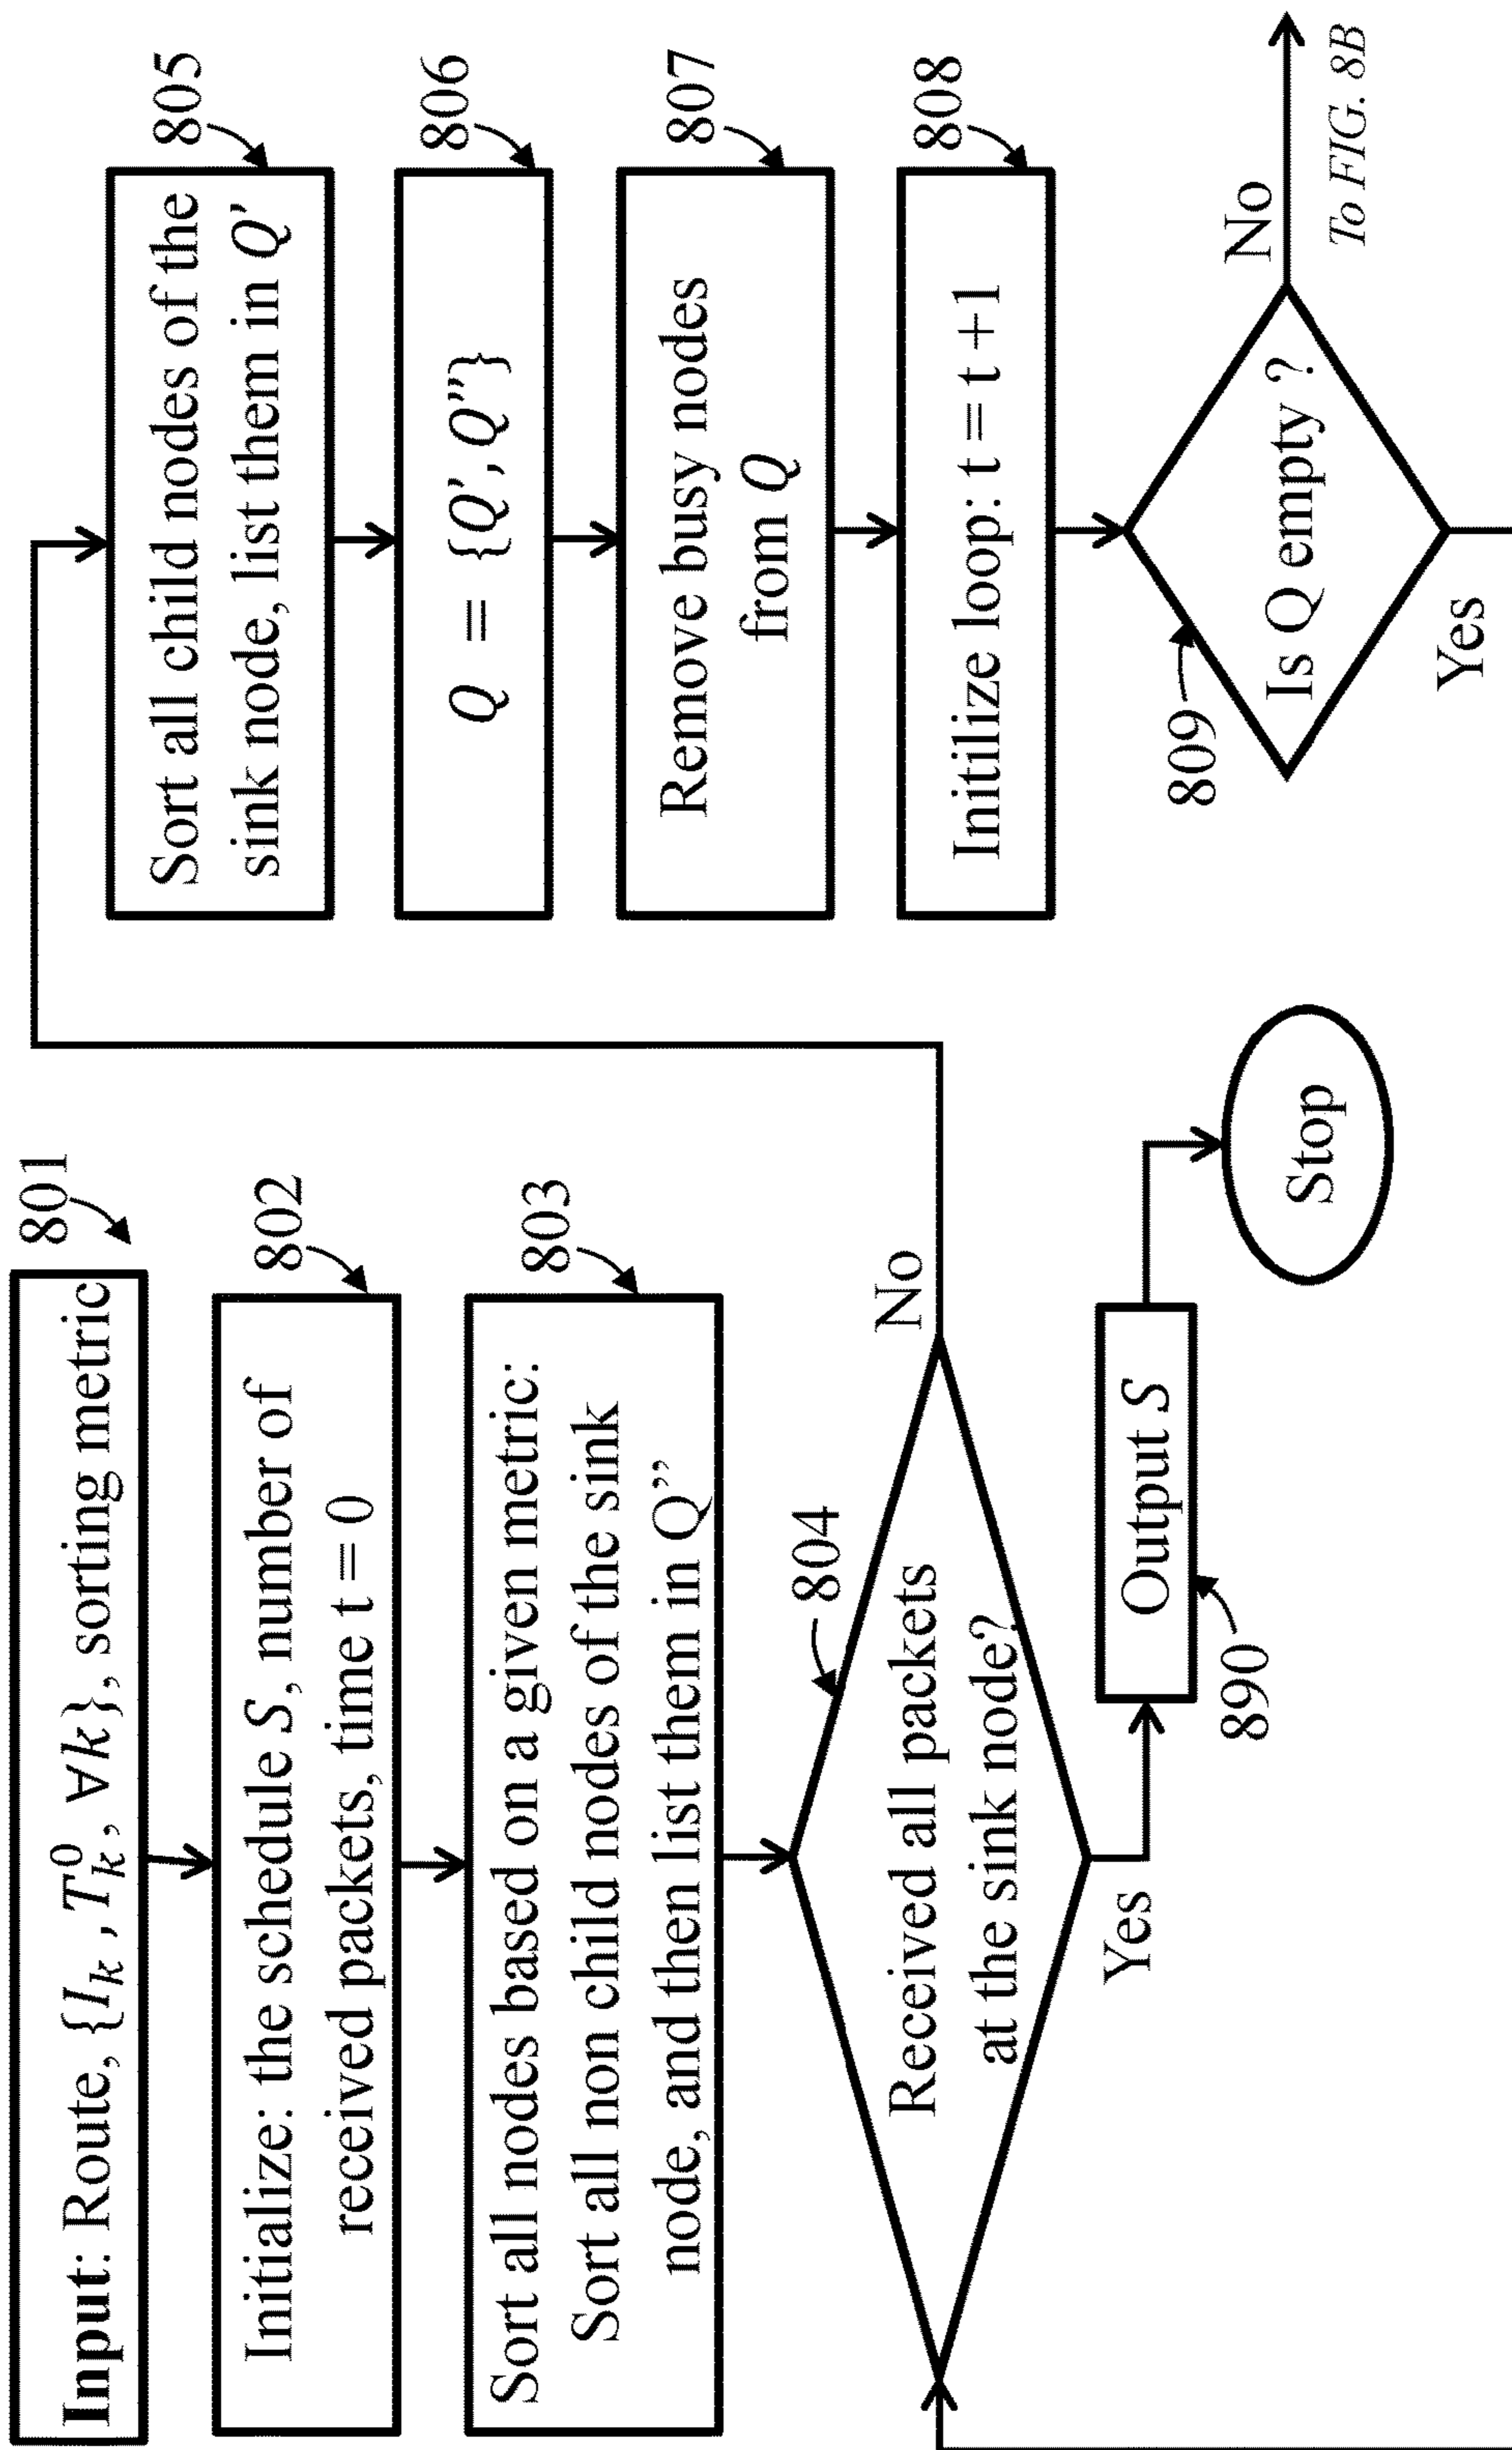 801
Input: Route, {I_k, T_k^0, ∀k}, sorting metric
802
Initialize: the schedule S, number of
received packets, time t = 0
803
Sort all nodes based on a given metric:
Sort all non child nodes of the sink
node, and then list them in Q’’
804
Received all packets
at the sink node?
No
Yes
Output S
890
Stop
805
Sort all child nodes of the
sink node, list them in Q'
806
Q = {Q', Q''}
807
Remove busy nodes
from Q
808
Initilize loop: t = t +1
809
Is Q empty ?
No
To FIG. 8B
Yes